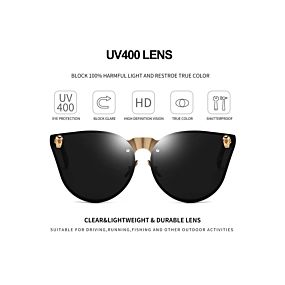 UV400 LENS
BLOCK 100% HARMFUL LIGHT AND RESTROE TRUE COLOR
UV
400
HD
EYE PROTECTION
BLOCK GLARE
HIGH DEFINITION VISION
TRUE COLOR
SHATTERPROOF
CLEAR&LIGHTWEIGHT & DURABLE LENS
SUITABLE FOR DRIVING,RUNNING,FISHING AND OTHER OUTDOOR ACTIVITIES